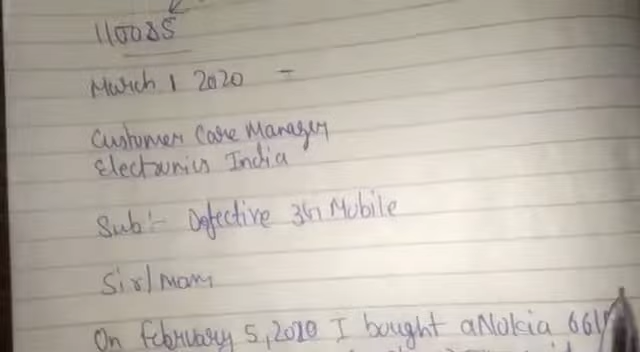 110085
March 1 2020 -
Customer Care Manager
Electronics India
Sub:- Defective Mobile
Sir/mam
On February 5, 2020 I bought a Nokia